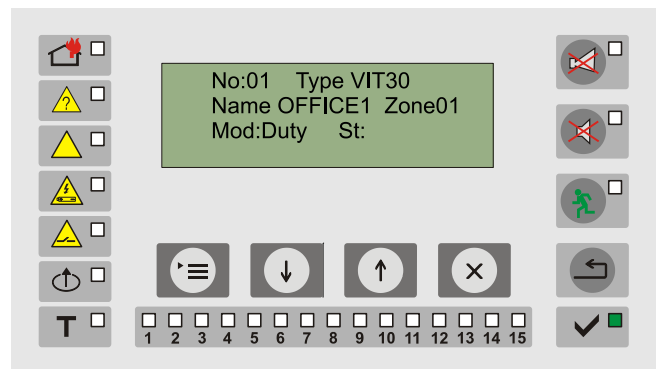 No:01 Type VIT30
Name OFFICE1 Zone01
Mod:Duty St:
?
T
1 2 3 4 5 6 7 8 9 10 11 12 13 14 15